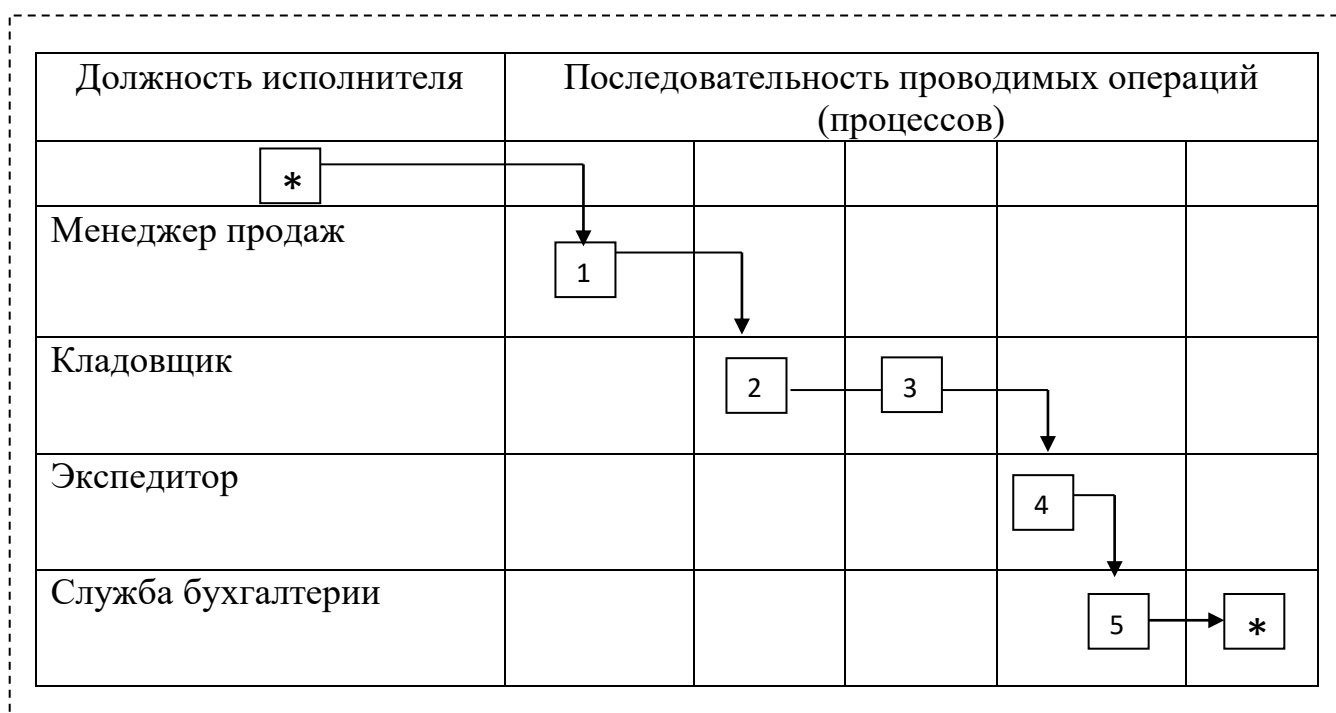 Должность исполнителя
Последовательность проводимых операций
(процессов)
*
Менеджер продаж
1
Кладовщик
2
3
Экспедитор
4
Служба бухгалтерии
5
*